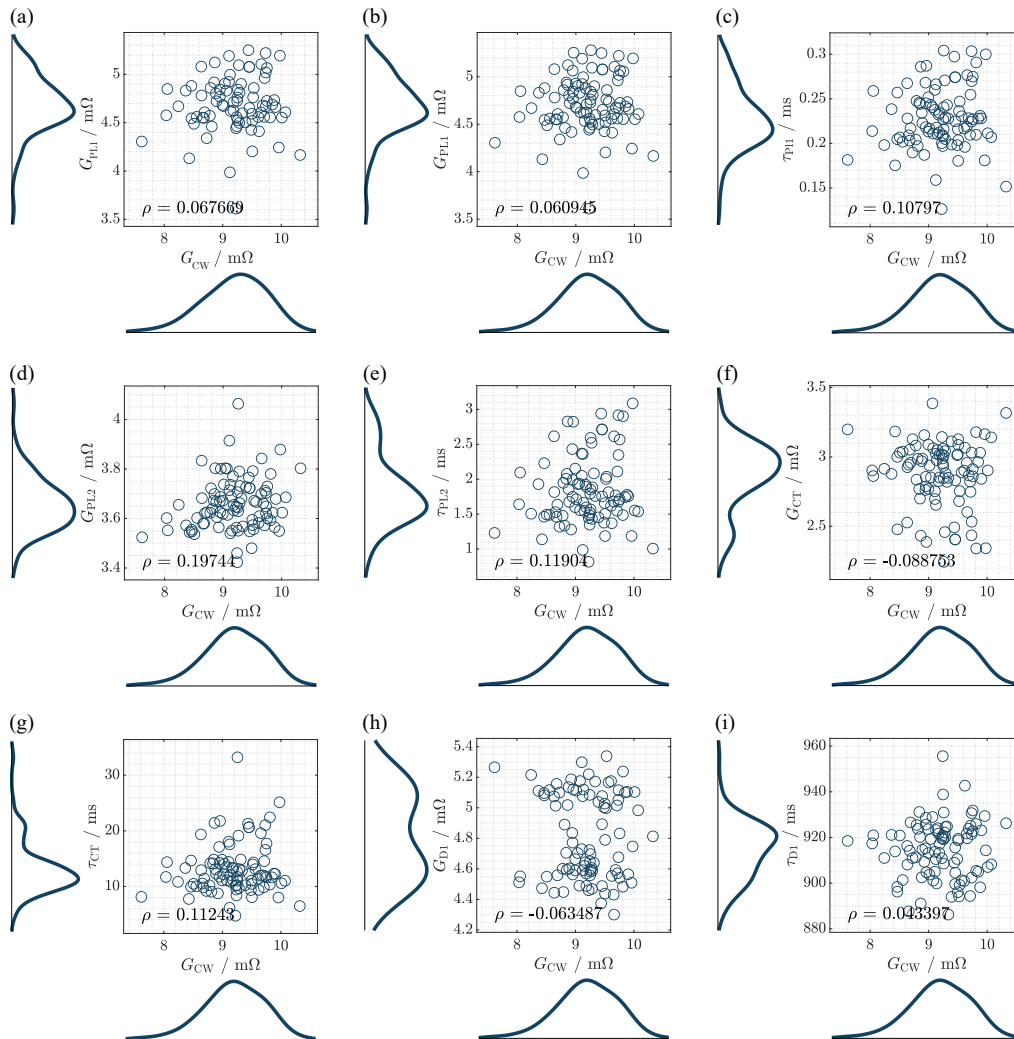 (a)
5
4.5
4
3.5
G_PL1 / mΩ
ρ = 0.067669
8 9 10
G_CW / mΩ
(b)
5
4.5
4
3.5
G_PL1 / mΩ
ρ = 0.060945
8 9 10
G_CW / mΩ
(c)
0.3
0.25
0.2
0.15
τ_Pl1 / ms
ρ = 0.10797
8 9 10
G_CW / mΩ
(d)
4
3.8
3.6
3.4
G_PL2 / mΩ
ρ = 0.19744
8 9 10
G_CW / mΩ
(e)
3
2.5
2
1.5
1
τ_PL2 / ms
ρ = 0.11904
8 9 10
G_CW / mΩ
(f)
3.5
3
2.5
G_CT / mΩ
ρ = -0.088753
8 9 10
G_CW / mΩ
(g)
30
20
10
τ_CT / ms
ρ = 0.11243
8 9 10
G_CW / mΩ
(h)
5.4
5.2
5
4.8
4.6
4.4
4.2
G_D1 / mΩ
ρ = -0.063487
8 9 10
G_CW / mΩ
(i)
960
940
920
900
880
τ_D1 / ms
ρ = 0.043397
8 9 10
G_CW / mΩ